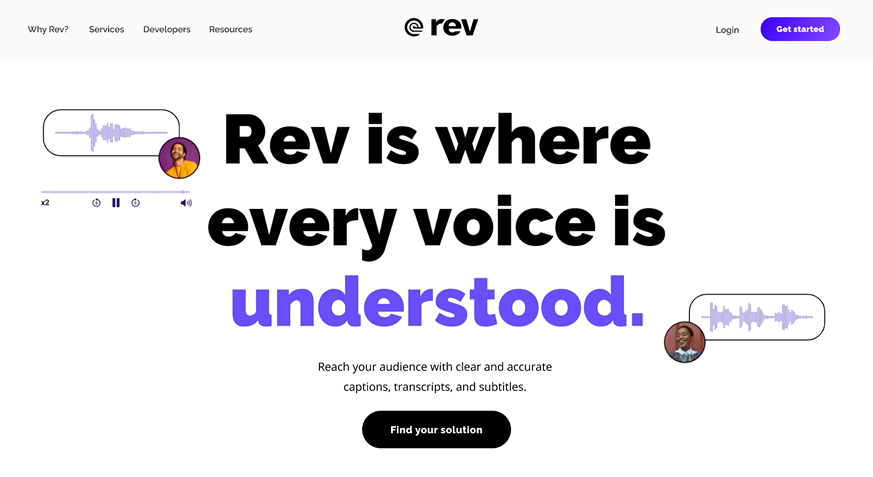 Why Rev? Services Developers Resources rev Login Get started
Rev is where
every voice is
understood.
x2
Reach your audience with clear and accurate
captions, transcripts, and subtitles.
Find your solution